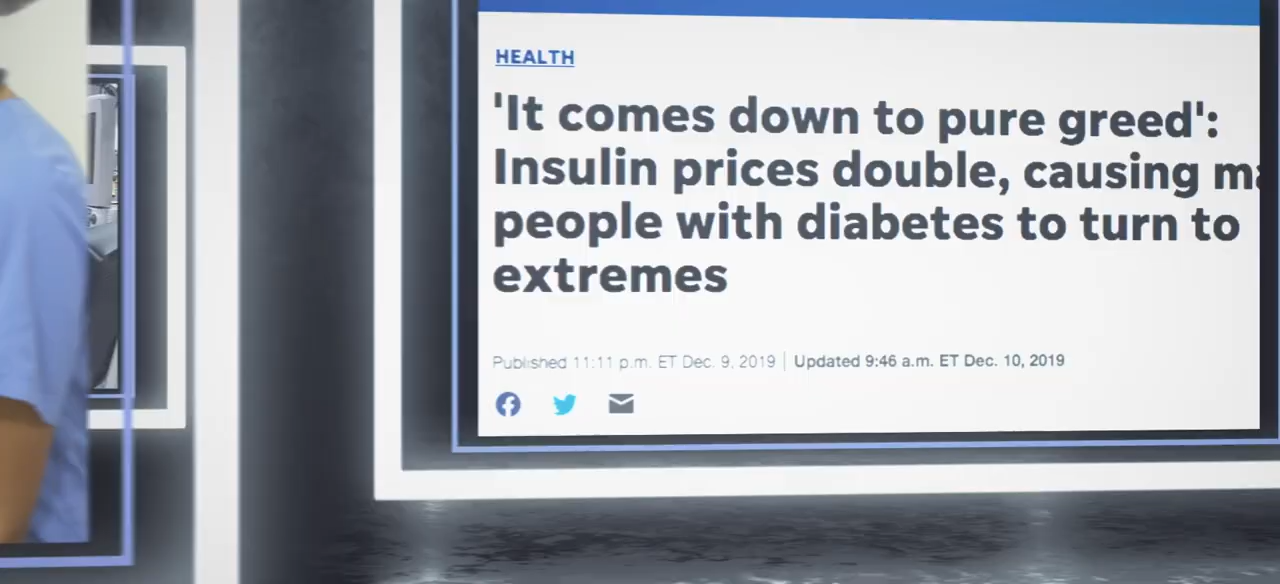 HEALTH
'It comes down to pure greed':
Insulin prices double, causing
people with diabetes to turn to
extremes
Published 11:11 p.m. ET Dec. 9, 2019 | Updated 9:46 a.m. ET Dec. 10, 2019